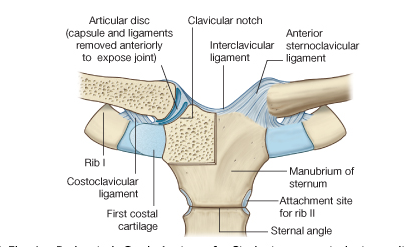 Articular disc
(capsule and ligaments
removed anteriorly
to expose joint)
Clavicular notch
Interclavicular
ligament
Anterior
sternoclavicular
ligament
Rib I
Costoclavicular
ligament
First costal
cartilage
Manubrium of
sternum
Attachment site
for rib II
Sternal angle